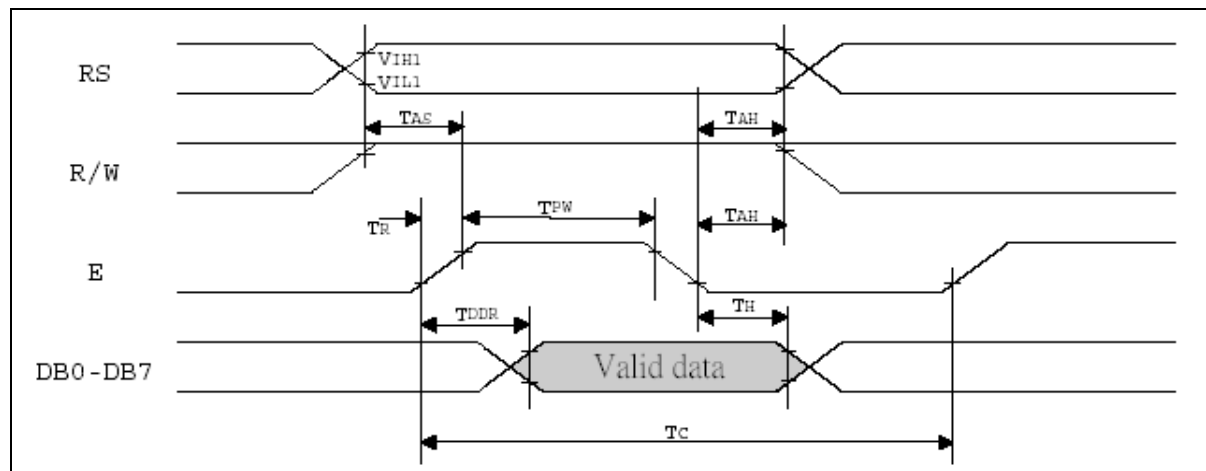 RS
VIH1
VIL1
TAS
TAH
R/W
TPW
TAH
TR
E
TDDR
TH
DB0-DB7
Valid data
TC